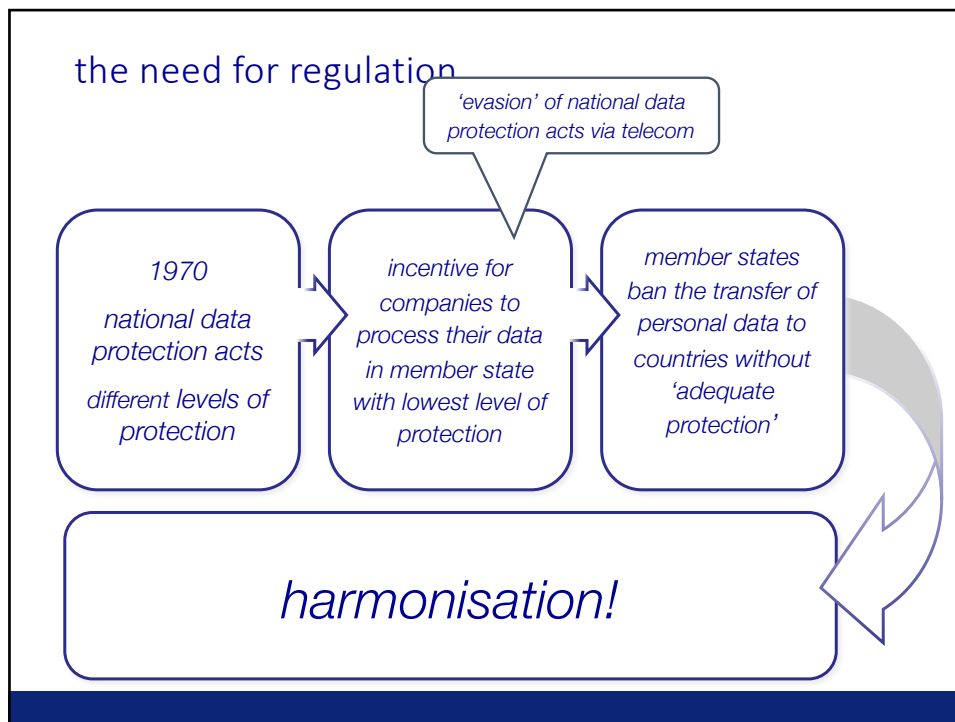 the need for regulation
‘evasion’ of national data
protection acts via telecom
1970
national data
protection acts
different levels of
protection
incentive for
companies to
process their data
in member state
with lowest level of
protection
member states
ban the transfer of
personal data to
countries without
‘adequate
protection’
harmonisation!